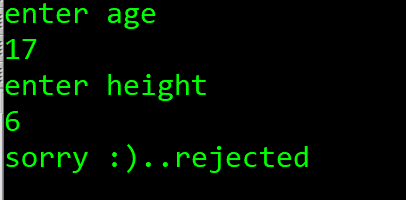 enter age
17
enter height
6
sorry :)..rejected